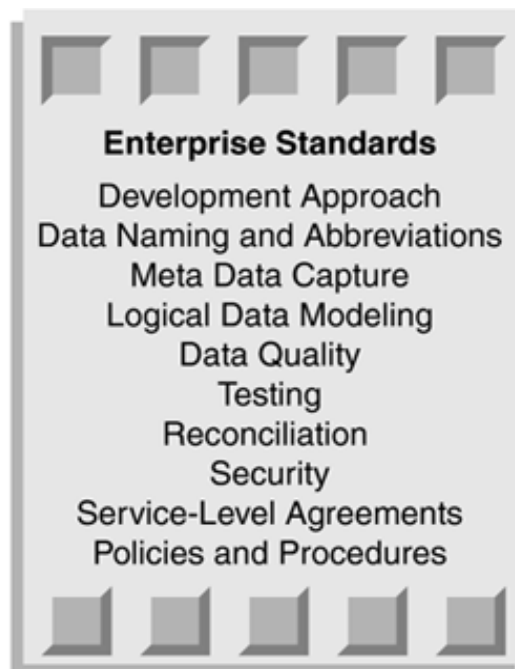 Enterprise Standards
Development Approach
Data Naming and Abbreviations
Meta Data Capture
Logical Data Modeling
Data Quality
Testing
Reconciliation
Security
Service-Level Agreements
Policies and Procedures